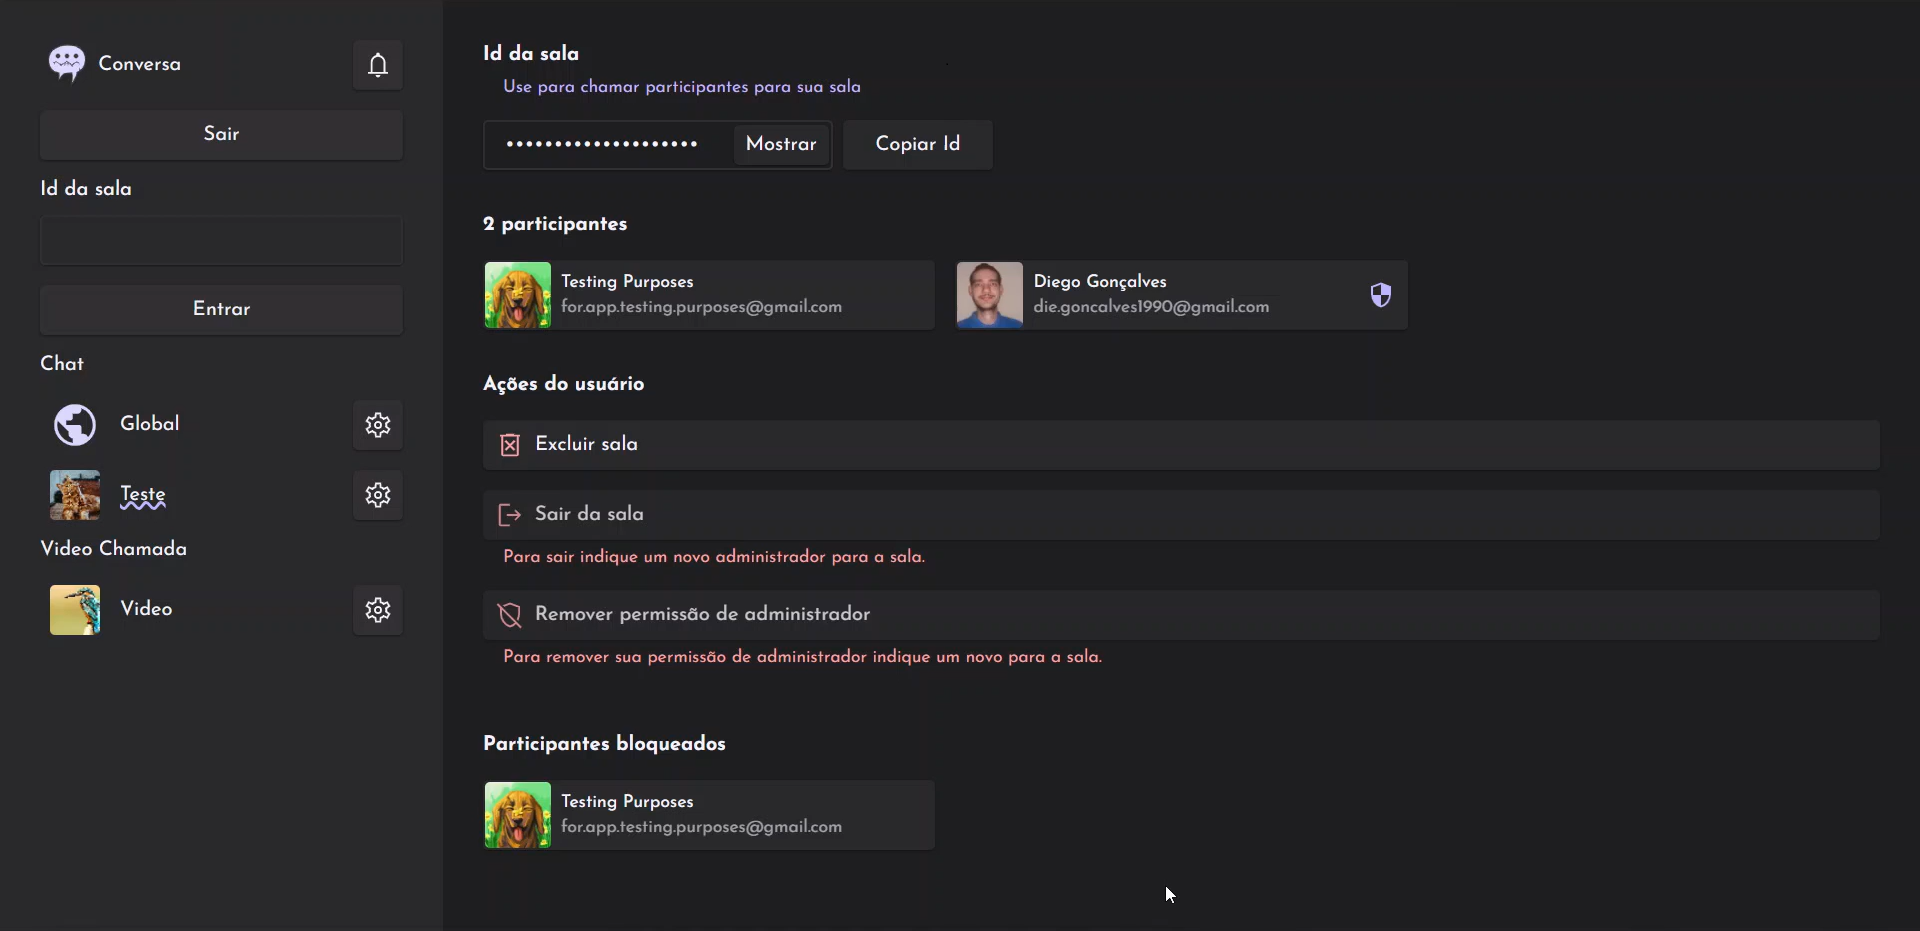 Conversa
Sair
Id da sala
Entrar
Chat
Global
Teste
Video Chamada
Video
Id da sala
Use para chamar participantes para sua sala
•••••••••••••••••••• Mostrar Copiar Id
2 participantes
Testing Purposes
for.app.testing.purposes@gmail.com
Diego Gonçalves
die.goncalves1990@gmail.com
Ações do usuário
Excluir sala
Sair da sala
Para sair indique um novo administrador para a sala.
Remover permissão de administrador
Para remover sua permissão de administrador indique um novo para a sala.
Participantes bloqueados
Testing Purposes
for.app.testing.purposes@gmail.com